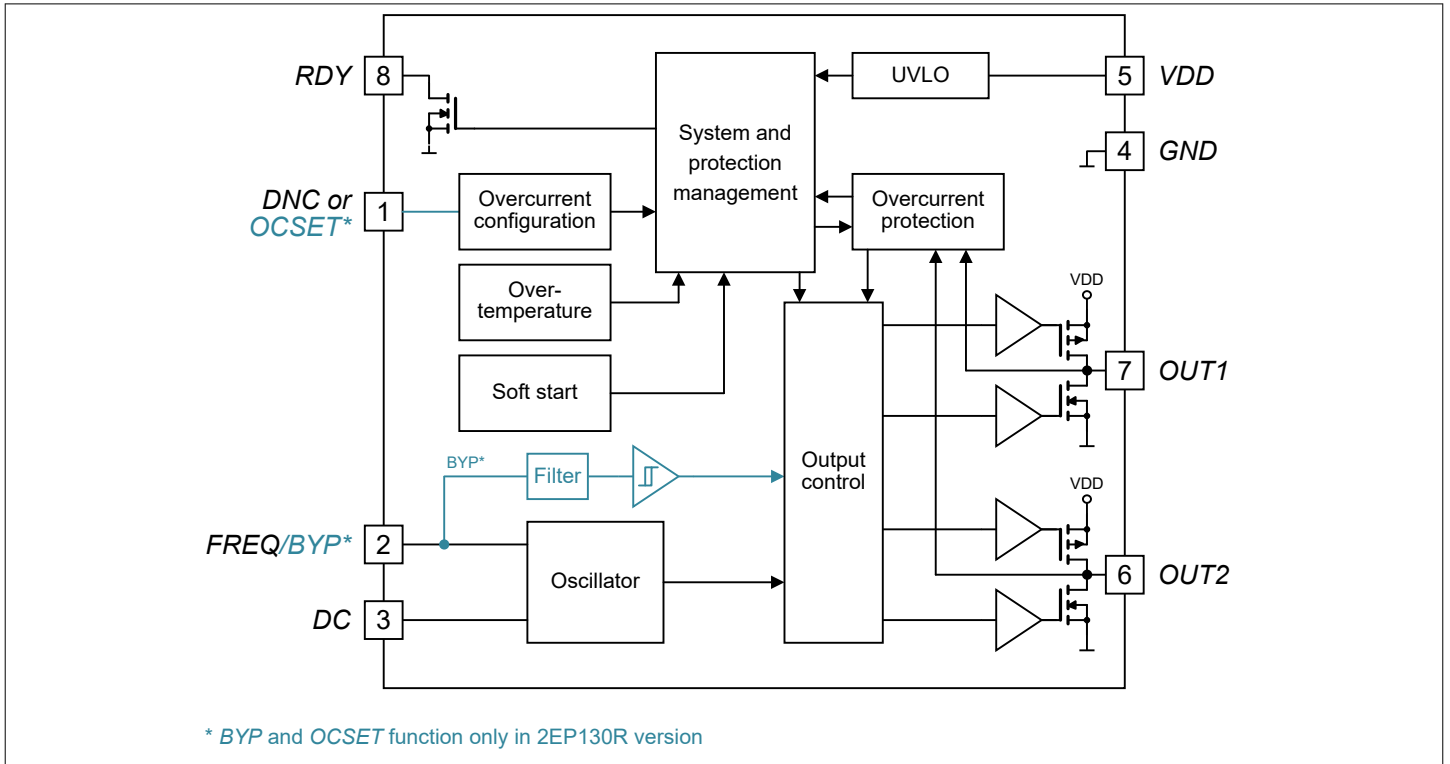 RDY
8
UVLO
5
VDD
System and
protection
management
4
GND
DNC or
OCSET*
1
Overcurrent
configuration
Overcurrent
protection
Over-
temperature
VDD
Soft start
7
OUT1
BYP*
Filter
Output
control
VDD
FREQ/BYP*
2
Oscillator
6
OUT2
DC
3
* BYP and OCSET function only in 2EP130R version